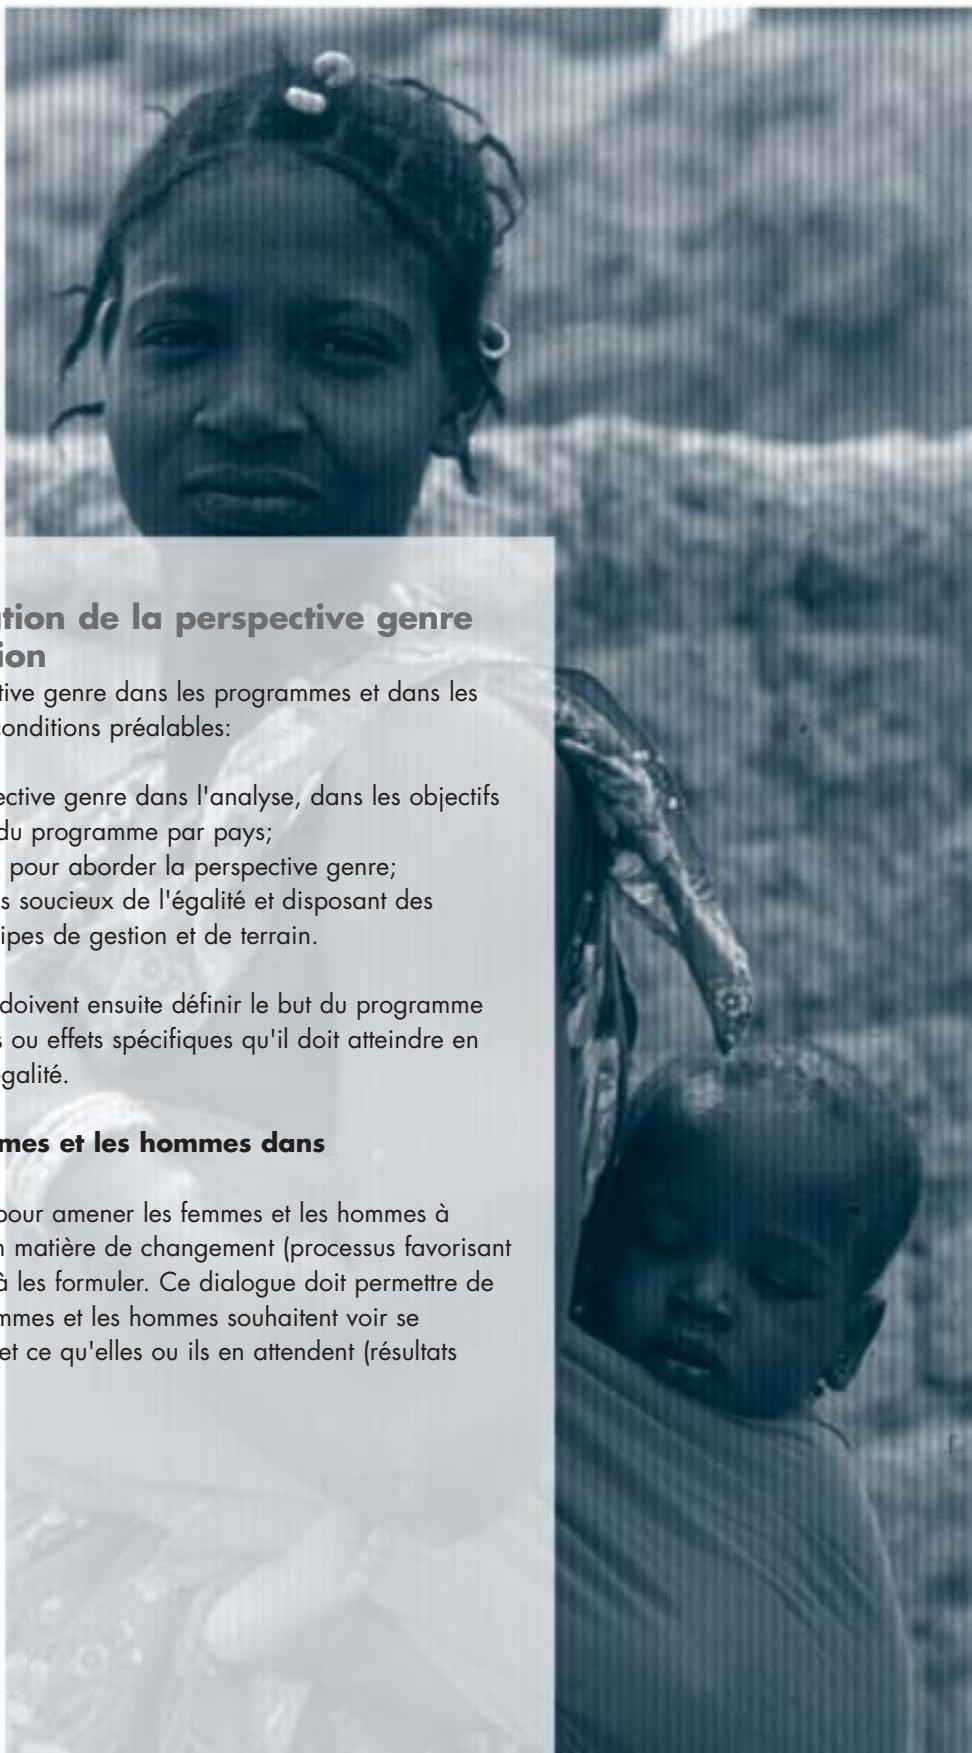 tion de la perspective genre
ion
tive genre dans les programmes et dans les
conditions préalables:
ective genre dans l'analyse, dans les objectifs
du programme par pays;
pour aborder la perspective genre;
s soucieux de l'égalité et disposant des
ipes de gestion et de terrain.
doivent ensuite définir le but du programme
s ou effets spécifiques qu'il doit atteindre en
égalité.
mes et les hommes dans
pour amener les femmes et les hommes à
n matière de changement (processus favorisant
à les formuler. Ce dialogue doit permettre de
mmes et les hommes souhaitent voir se
et ce qu'elles ou ils en attendent (résultats